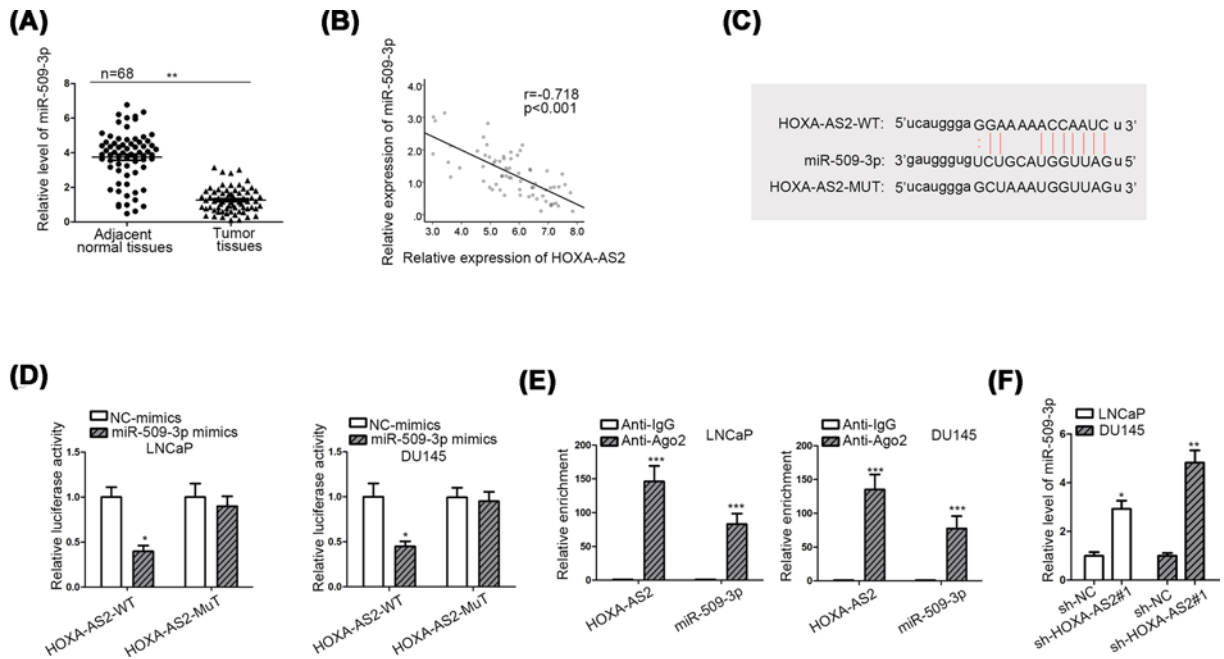 (A)
Relative level of miR-509-3p
n=68
**
8
6
4
2
0
Adjacent
normal tissues
Tumor
tissues
(B)
Relative expression of miR-509-3p
4.0
3.0
2.0
1.0
.0
r=-0.718
p<0.001
3.0 4.0 5.0 6.0 7.0 8.0
Relative expression of HOXA-AS2
(C)
HOXA-AS2-WT: 5'ucaugggaGGAAAAACCAAUCu 3'
miR-509-3p: 3'gaugggugUCUGCAUGGUUAGu 5'
HOXA-AS2-MUT: 5'ucaugggaGCUAAAUGGUUAGu 3'
(D)
NC-mimics
miR-509-3p mimics
LNCaP
Relative luciferase activity
1.5
1.0
0.5
0.0
*
HOXA-AS2-WT
HOXA-AS2-MuT
NC-mimics
miR-509-3p mimics
DU145
Relative luciferase activity
1.5
1.0
0.5
0.0
*
HOXA-AS2-WT
HOXA-AS2-MuT
(E)
Anti-IgG
Anti-Ago2
LNCaP
Relative enrichment
200
150
100
50
0
***
***
HOXA-AS2
miR-509-3p
Anti-IgG
Anti-Ago2
DU145
Relative enrichment
200
150
100
50
0
***
***
HOXA-AS2
miR-509-3p
(F)
LNCaP
DU145
Relative level of miR-509-3p
6
4
2
0
*
**
sh-NC
sh-HOXA-AS2#1
sh-NC
sh-HOXA-AS2#1